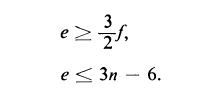 e ≥ 3/2 f,
e ≤ 3n − 6.